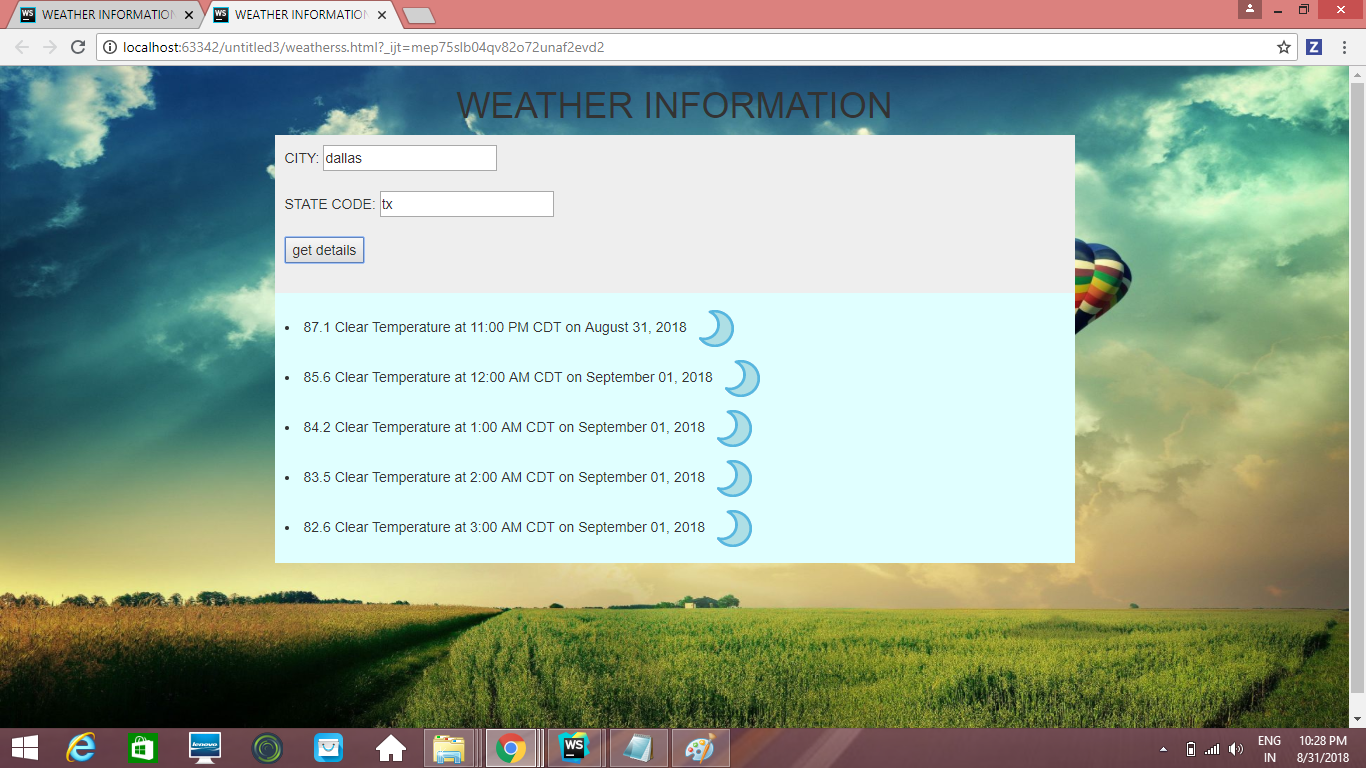 WEATHER INFORMATION
WEATHER INFORMATION
localhost:63342/untitled3/weatherss.html?_ijt=mep75slb04qv82o72unaf2evd2
Z
WEATHER INFORMATION
CITY: dallas
STATE CODE: tx
get details
• 87.1 Clear Temperature at 11:00 PM CDT on August 31, 2018
• 85.6 Clear Temperature at 12:00 AM CDT on September 01, 2018
• 84.2 Clear Temperature at 1:00 AM CDT on September 01, 2018
• 83.5 Clear Temperature at 2:00 AM CDT on September 01, 2018
• 82.6 Clear Temperature at 3:00 AM CDT on September 01, 2018
lenovo
WS
ENG 10:28 PM
IN 8/31/2018